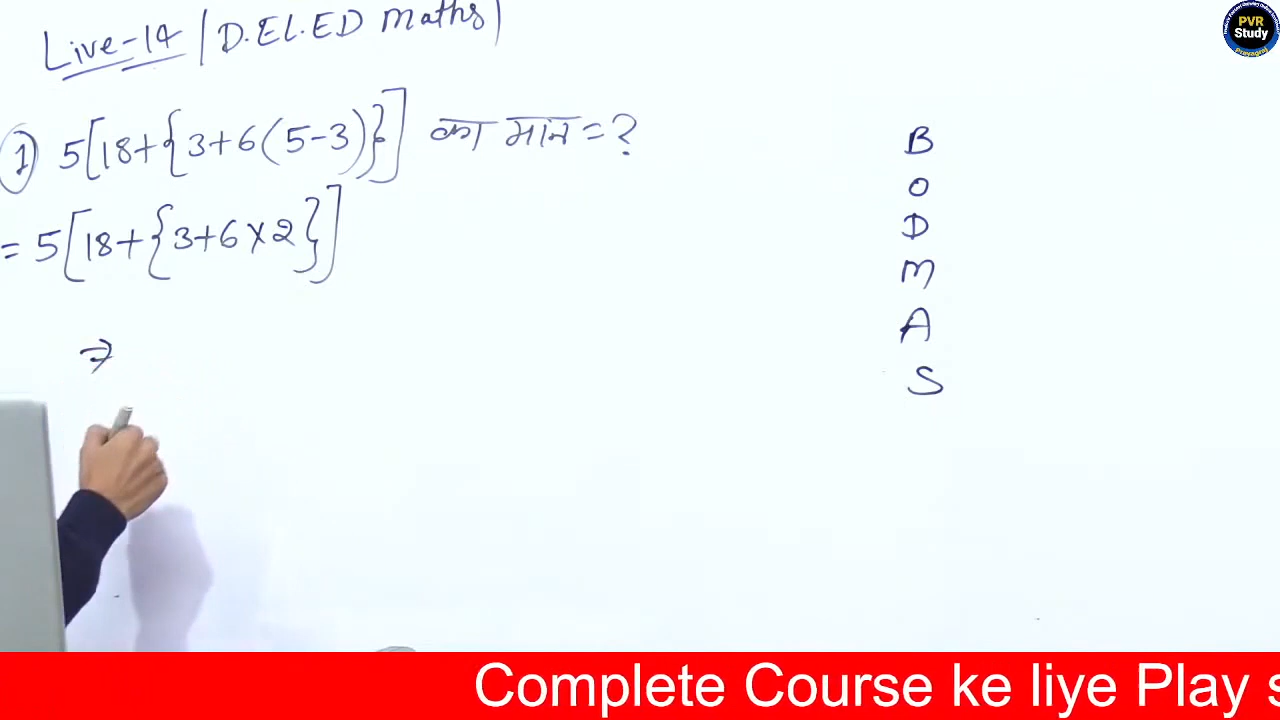 Live-14 | D.EL.ED Maths |
PVR
Study
Prayagraj
① 5[18+{3+6(5-3)}] का मान = ?
= 5[18+{3+6×2}]
⇒
B
O
D
M
A
S
Complete Course ke liye Play s